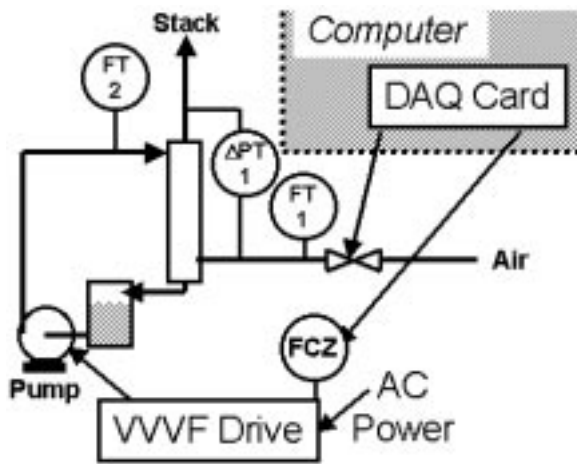 Stack
Computer
FT
2
DAQ Card
ΔPT
1
FT
1
Air
FCZ
Pump
AC
Power
VVVF Drive